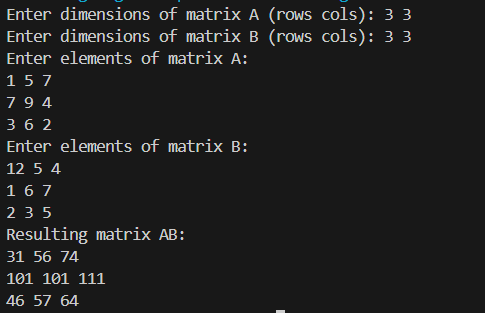 Enter dimensions of matrix A (rows cols): 3 3
Enter dimensions of matrix B (rows cols): 3 3
Enter elements of matrix A:
1 5 7
7 9 4
3 6 2
Enter elements of matrix B:
12 5 4
1 6 7
2 3 5
Resulting matrix AB:
31 56 74
101 101 111
46 57 64